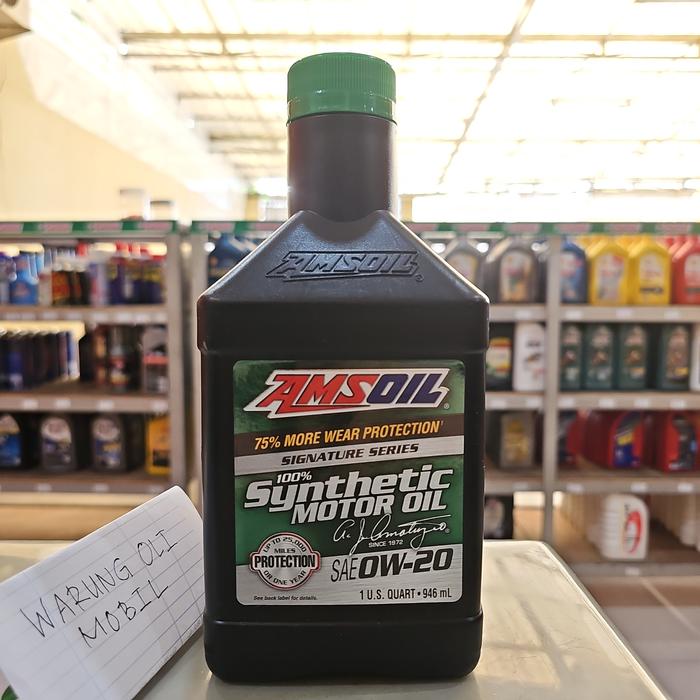 AMSOIL
AMSOIL
75% MORE WEAR PROTECTION†
SIGNATURE SERIES
100%
Synthetic
MOTOR OIL
A. J. Amatuzio
SINCE 1972
UP TO 25,000
MILES
PROTECTION
OR ONE YEAR
SAE 0W-20
See back label for details.
1 U.S. QUART • 946 mL
WARUNG OLI
MOBIL